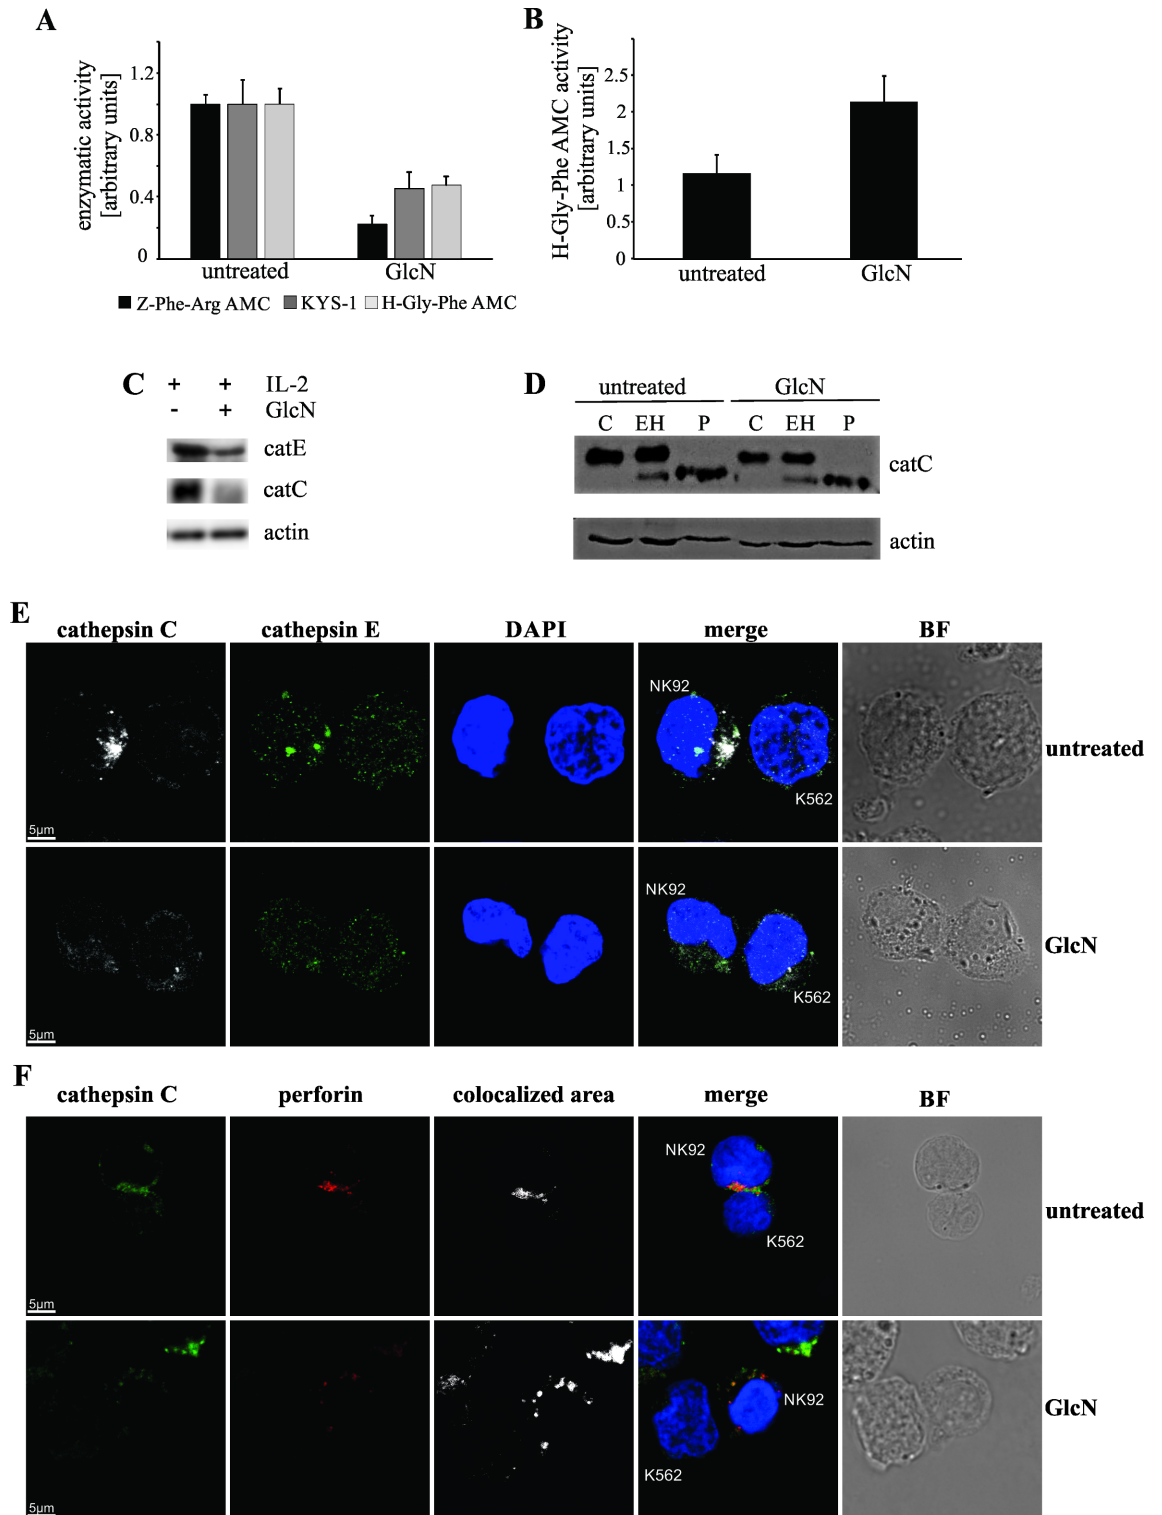 A
enzymatic activity
[arbitrary units]
1.2
0.8
0.4
0
untreated GlcN
Z-Phe-Arg AMC KYS-1 H-Gly-Phe AMC
B
H-Gly-Phe AMC activity
[arbitrary units]
2.5
2
1.5
1
0.5
0
untreated GlcN
C + + IL-2
- + GlcN
catE
catC
actin
D untreated GlcN
C EH P C EH P
catC
actin
E
cathepsin C cathepsin E DAPI merge BF
NK92
K562
5µm
untreated
NK92
K562
5µm
GlcN
F
cathepsin C perforin colocalized area merge BF
NK92
K562
5µm
untreated
NK92
K562
5µm
GlcN